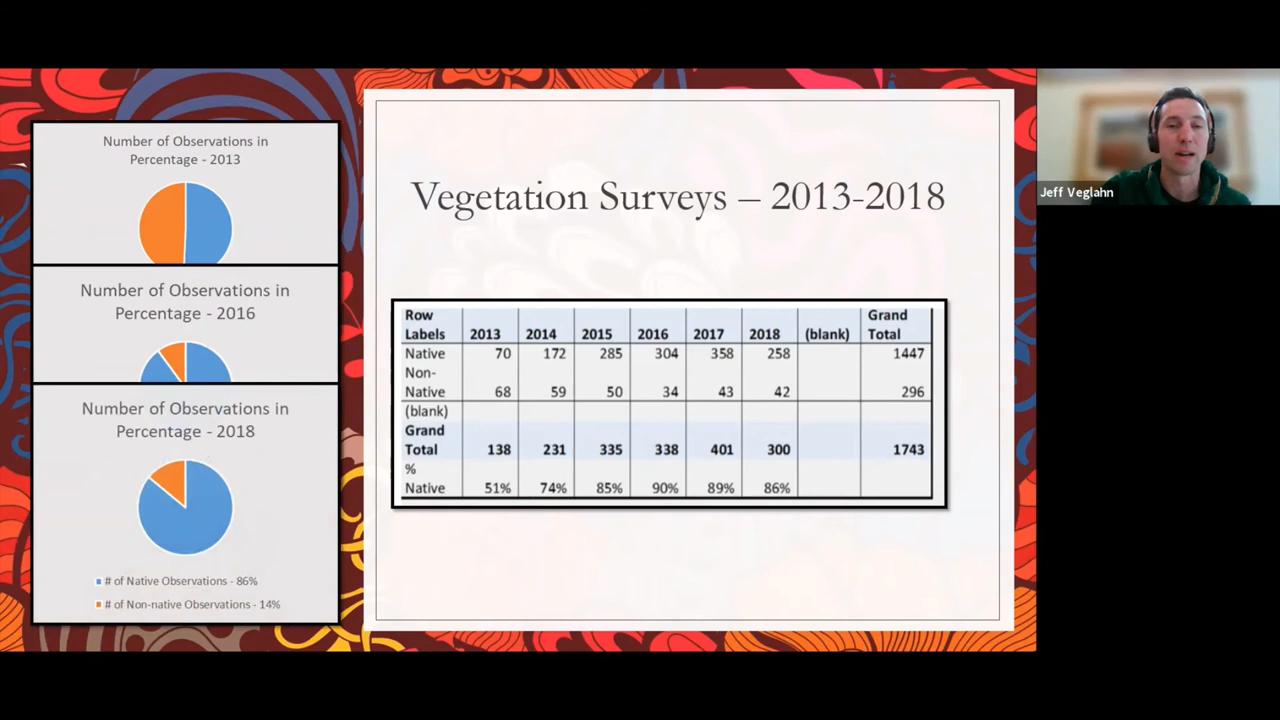 Number of Observations in
Percentage - 2013
Number of Observations in
Percentage - 2016
Number of Observations in
Percentage - 2018
# of Native Observations - 86%
# of Non-native Observations - 14%
Vegetation Surveys – 2013-2018
Row Labels 2013 2014 2015 2016 2017 2018 (blank) Grand Total
Native 70 172 285 304 358 258 1447
Non-Native 68 59 50 34 43 42 296
(blank)
Grand Total 138 231 335 338 401 300 1743
% Native 51% 74% 85% 90% 89% 86%
Jeff Veglahn